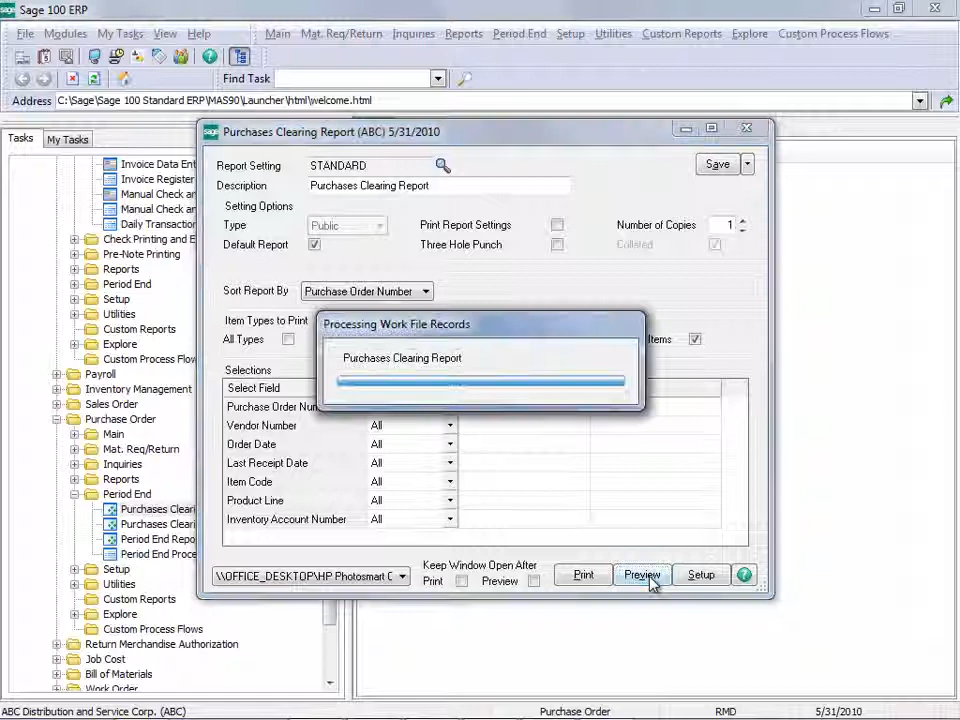 sage Sage 100 ERP
File Modules My Tasks View Help Main Mat. Req/Return Inquiries Reports Period End Setup Utilities Custom Reports Explore Custom Process Flows
Find Task
Address C:\Sage\Sage 100 Standard ERP\MAS90\Launcher\html\welcome.html
Tasks My Tasks
Invoice Data Ent
Invoice Register
Manual Check an
Manual Check ar
Daily Transaction
Check Printing and E
Pre-Note Printing
Reports
Period End
Setup
Utilities
Custom Reports
Explore
Custom Process Flow
Payroll
Inventory Management
Sales Order
Purchase Order
Main
Mat. Req/Return
Inquiries
Reports
Period End
Purchases Cleari
Purchases Cleari
Period End Repo
Period End Proce
Setup
Utilities
Custom Reports
Explore
Custom Process Flows
Return Merchandise Authorization
Job Cost
Bill of Materials
Work Order
sage Purchases Clearing Report (ABC) 5/31/2010
Report Setting STANDARD Save
Description Purchases Clearing Report
Setting Options
Type Public Print Report Settings Number of Copies 1
Default Report Three Hole Punch Collated
Sort Report By Purchase Order Number
Item Types to Print
All Types Items
Processing Work File Records
Purchases Clearing Report
Selections
Select Field
Purchase Order Num
Vendor Number All
Order Date All
Last Receipt Date All
Item Code All
Product Line All
Inventory Account Number All
\\OFFICE_DESKTOP\HP Photosmart C
Keep Window Open After
Print Preview
Print Preview Setup
ABC Distribution and Service Corp. (ABC) Purchase Order RMD 5/31/2010